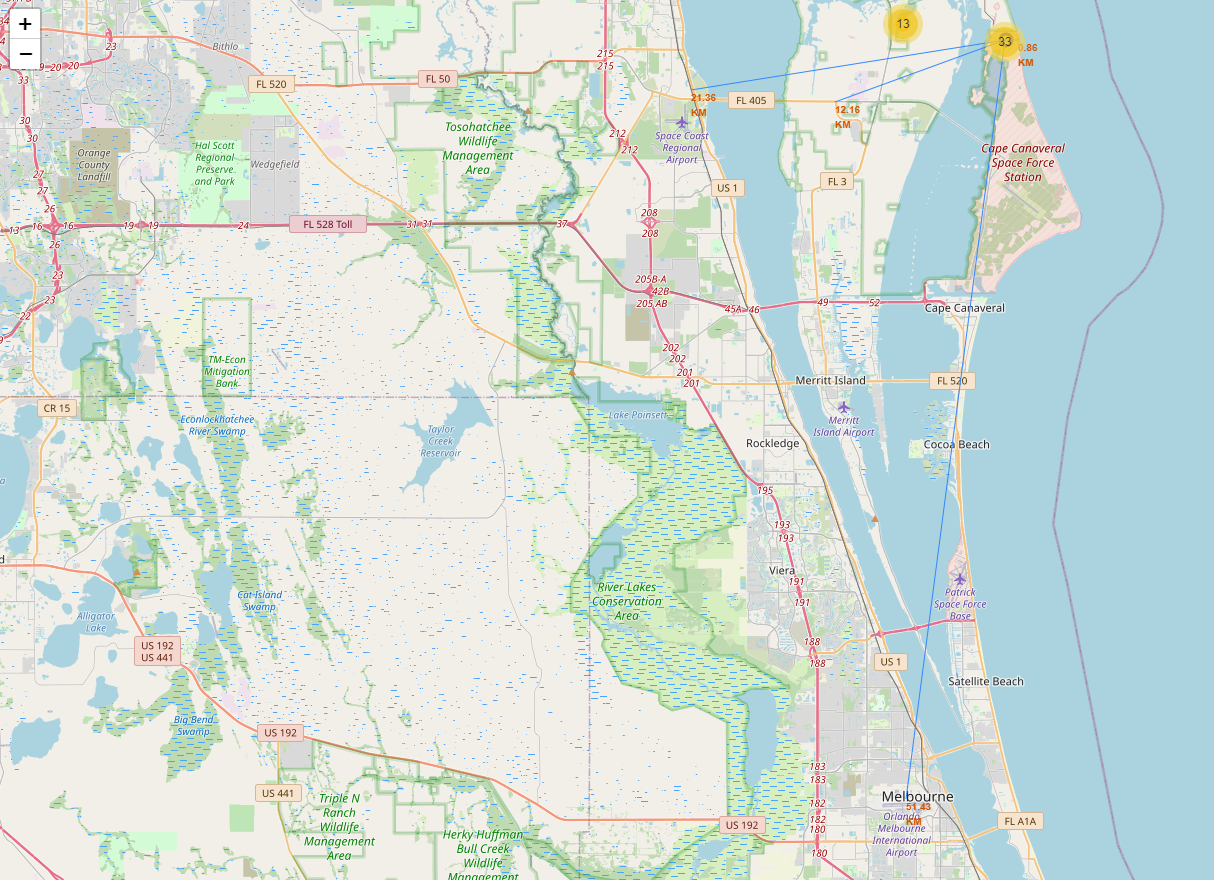 +
−
13
33
0.86
KM
21.36
KM
12.16
KM
51.43
KM
23
19
20
20
33
30
30
27
27
26
16
16
13
26
23
23
22
19
19
24
31
31
37
215
215
212
212
208
208
205B-A
42B
205 AB
45A
46
49
52
202
202
201
201
195
193
193
191
191
188
188
183
183
182
182
180
180
Bithlo
FL 520
FL 50
FL 405
FL 3
US 1
FL 528 Toll
Orange
County
Landfill
Hal Scott
Regional
Preserve
and Park
Wedgefield
Tosohatchee
Wildlife
Management
Area
Space Coast
Regional
Airport
Cape Canaveral
Space Force
Station
Cape Canaveral
TM-Econ
Mitigation
Bank
CR 15
Econlockhatchee
River Swamp
Taylor
Creek
Reservoir
Lake Poinsett
Merritt Island
FL 520
Merritt
Island Airport
Rockledge
Cocoa Beach
Viera
River Lakes
Conservation
Area
Cat Island
Swamp
Alligator
Lake
US 192
US 441
Patrick
Space Force
Base
US 1
Satellite Beach
Big Bend
Swamp
US 192
US 441
Triple N
Ranch
Wildlife
Management
Area
Herky Huffman
Bull Creek
Wildlife
Management
US 192
Melbourne
Orlando
Melbourne
International
Airport
FL A1A